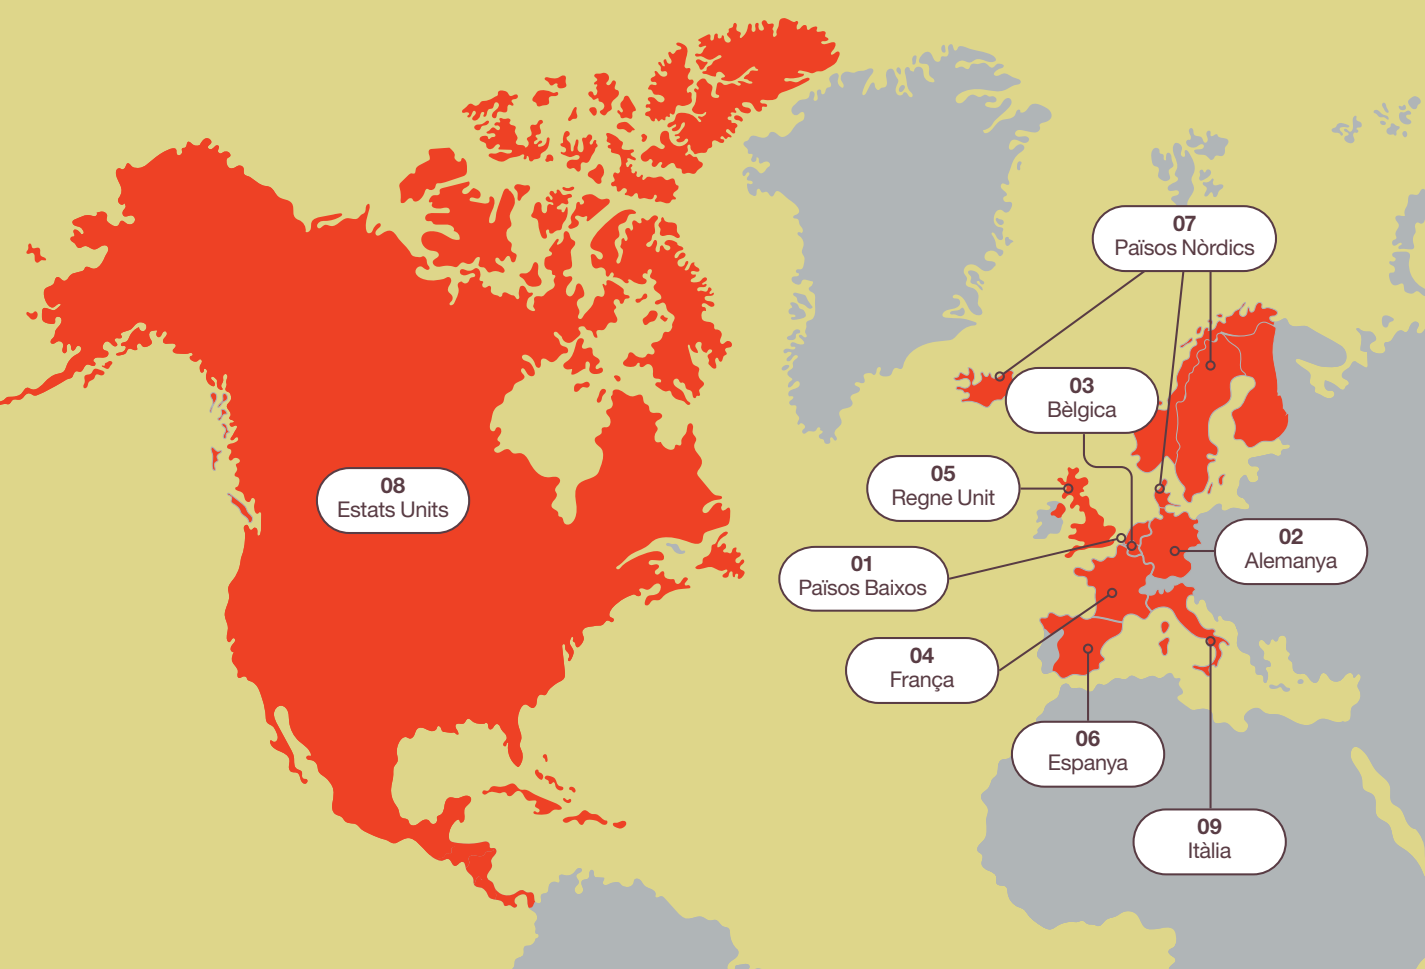 07
Països Nòrdics
03
Bèlgica
05
Regne Unit
08
Estats Units
02
Alemanya
01
Països Baixos
04
França
06
Espanya
09
Itàlia